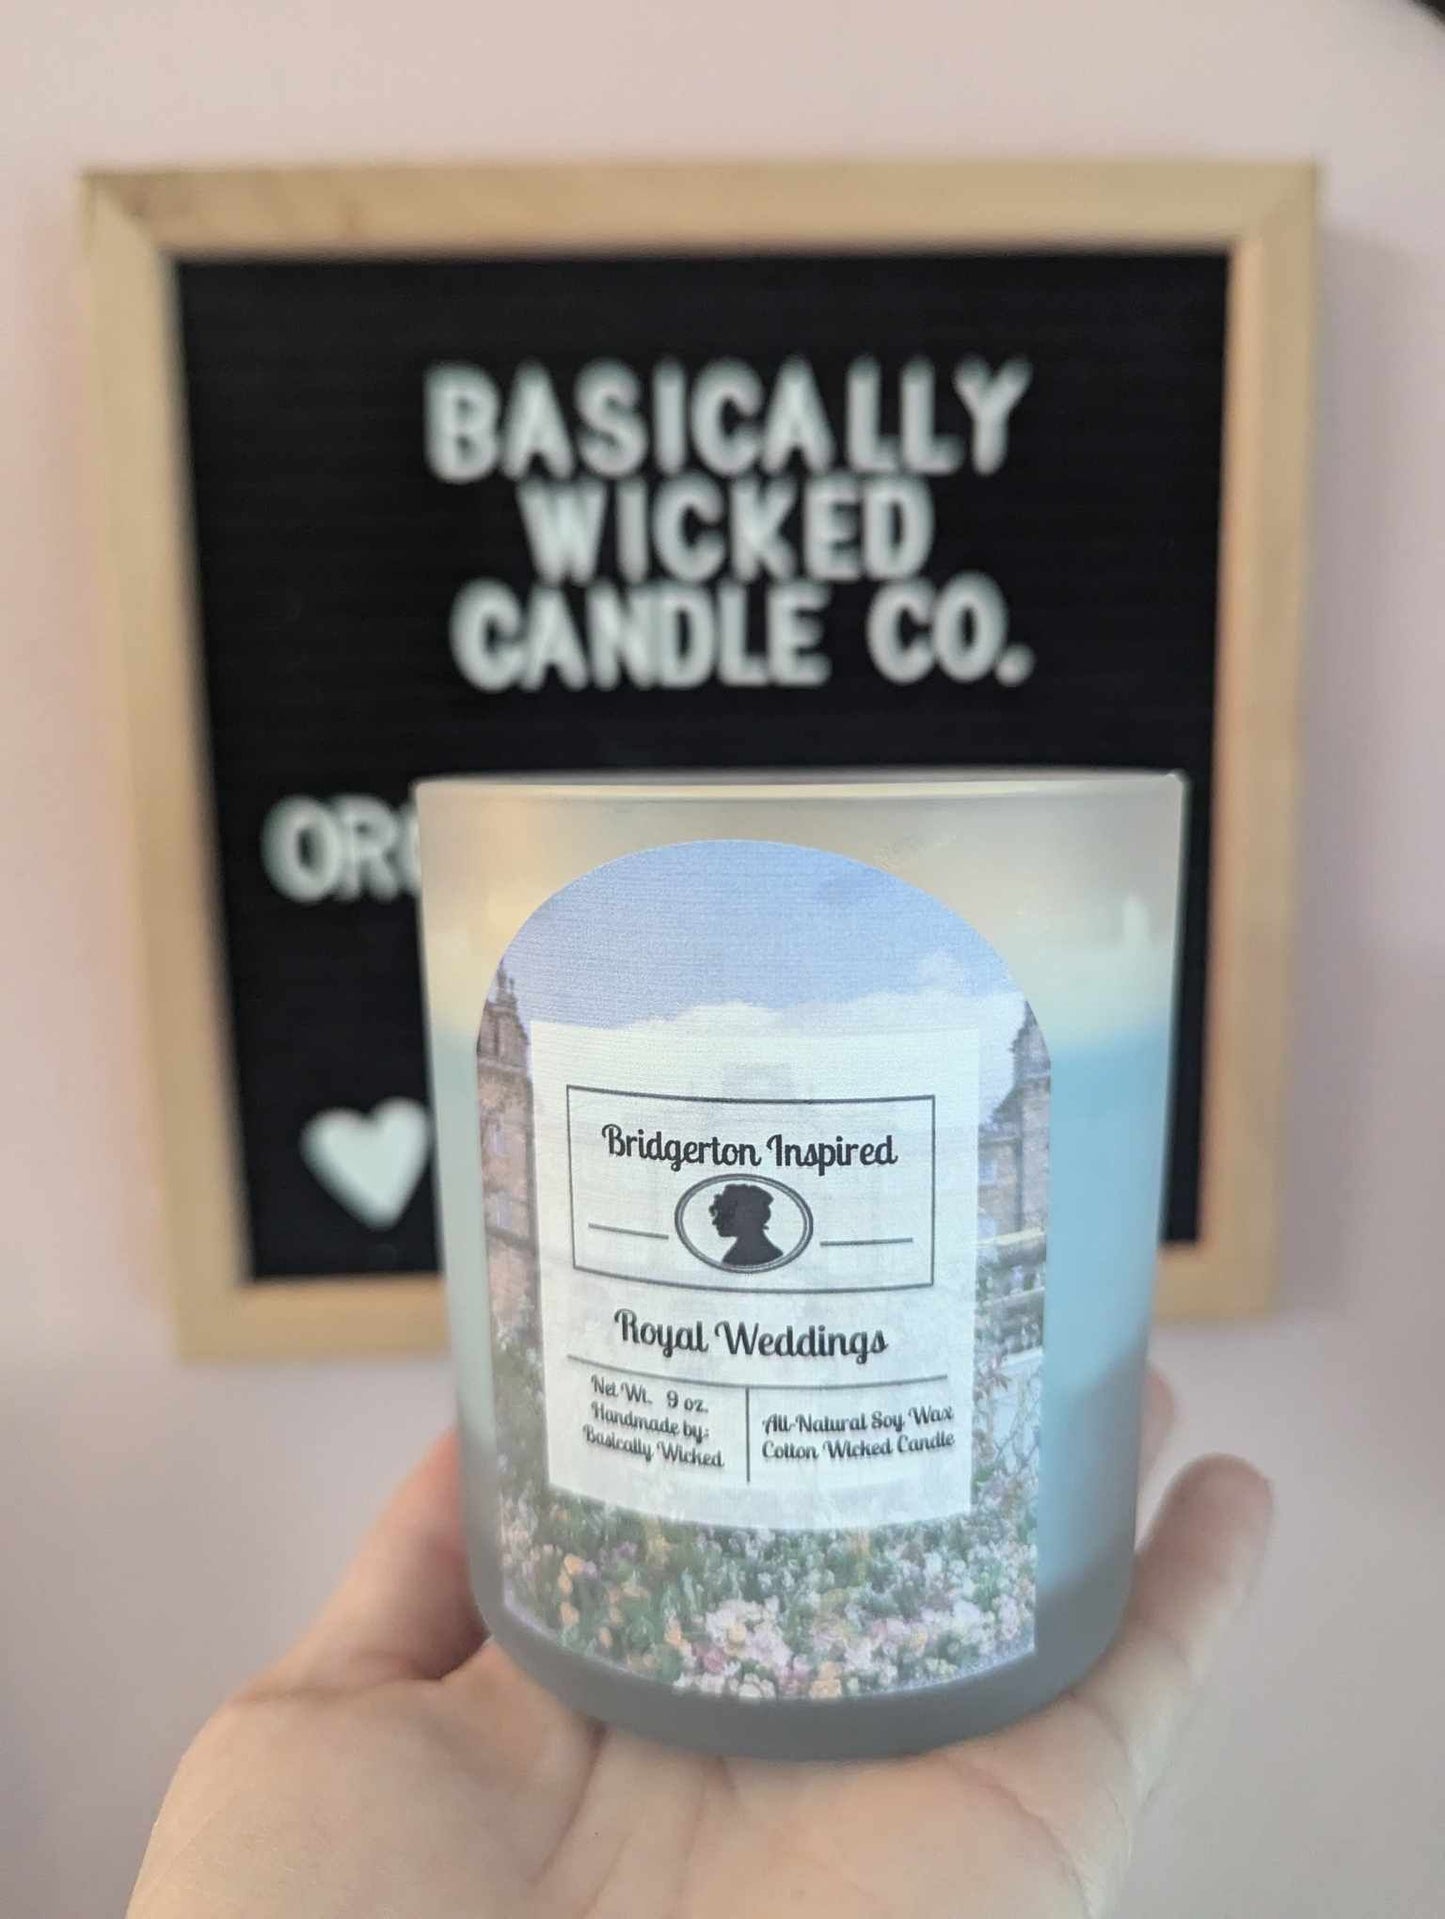 BASICALLY
WICKED
CANDLE CO.
Bridgerton Inspired
Royal Weddings
Net Wt. 9 oz.
Handmade by:
Basically Wicked
All-Natural Soy Wax
Cotton Wicked Candle